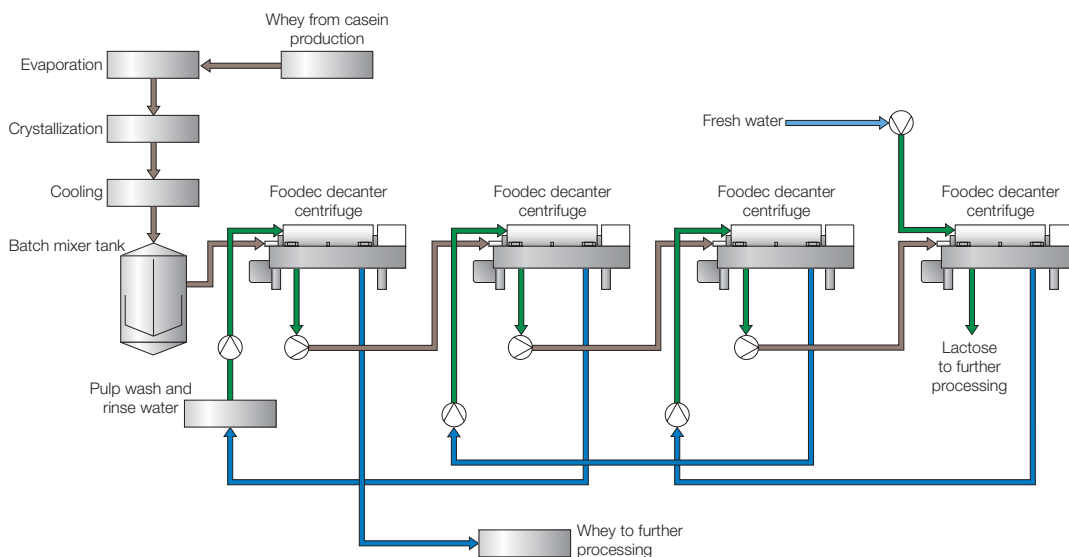 Whey from casein
production
Evaporation
Crystallization
Fresh water
Cooling
Foodec decanter
centrifuge
Foodec decanter
centrifuge
Foodec decanter
centrifuge
Foodec decanter
centrifuge
Batch mixer tank
Lactose
to further
processing
Pulp wash and
rinse water
Whey to further
processing